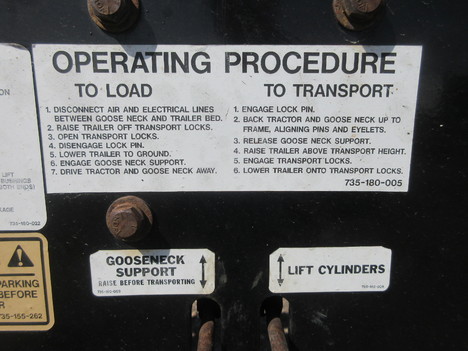 OPERATING PROCEDURE
TO LOAD
1. DISCONNECT AIR AND ELECTRICAL LINES
BETWEEN GOOSE NECK AND TRAILER BED.
2. RAISE TRAILER OFF TRANSPORT LOCKS.
3. OPEN TRANSPORT LOCKS.
4. DISENGAGE LOCK PIN.
5. LOWER TRAILER TO GROUND.
6. ENGAGE GOOSE NECK SUPPORT.
7. DRIVE TRACTOR AND GOOSE NECK AWAY.
TO TRANSPORT
1. ENGAGE LOCK PIN.
2. BACK TRACTOR AND GOOSE NECK UP TO
FRAME, ALIGNING PINS AND EYELETS.
3. RELEASE GOOSE NECK SUPPORT.
4. RAISE TRAILER ABOVE TRANSPORT HEIGHT.
5. ENGAGE TRANSPORT LOCKS.
6. LOWER TRAILER ONTO TRANSPORT LOCKS.
735-180-005
ON
LIFT
PARKING
BEFORE
R
735-155-262
GOOSENECK
SUPPORT
RAISE BEFORE TRANSPORTING
LIFT CYLINDERS